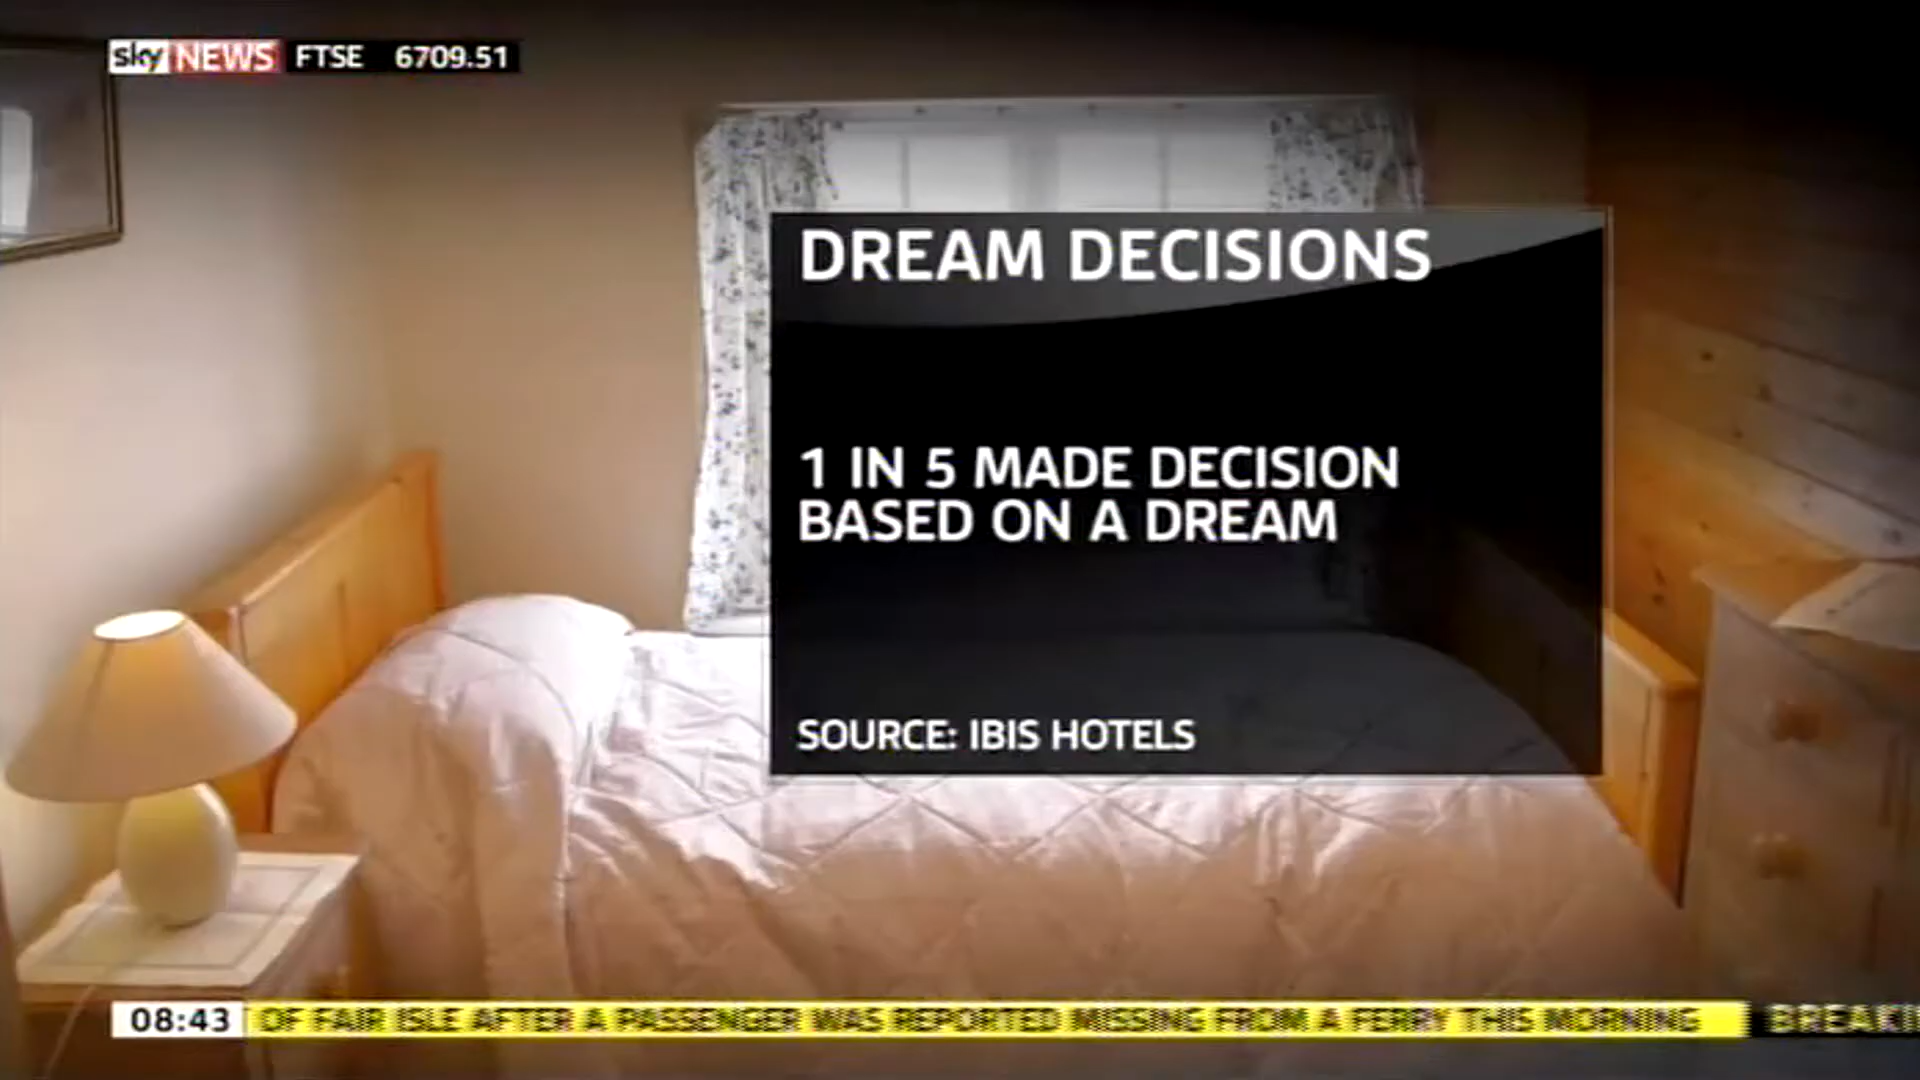 sky NEWS FTSE 6709.51
DREAM DECISIONS
1 IN 5 MADE DECISION
BASED ON A DREAM
SOURCE: IBIS HOTELS
08:43 OF FAIR ISLE AFTER A PASSENGER WAS REPORTED MISSING FROM A FERRY THIS MORNING